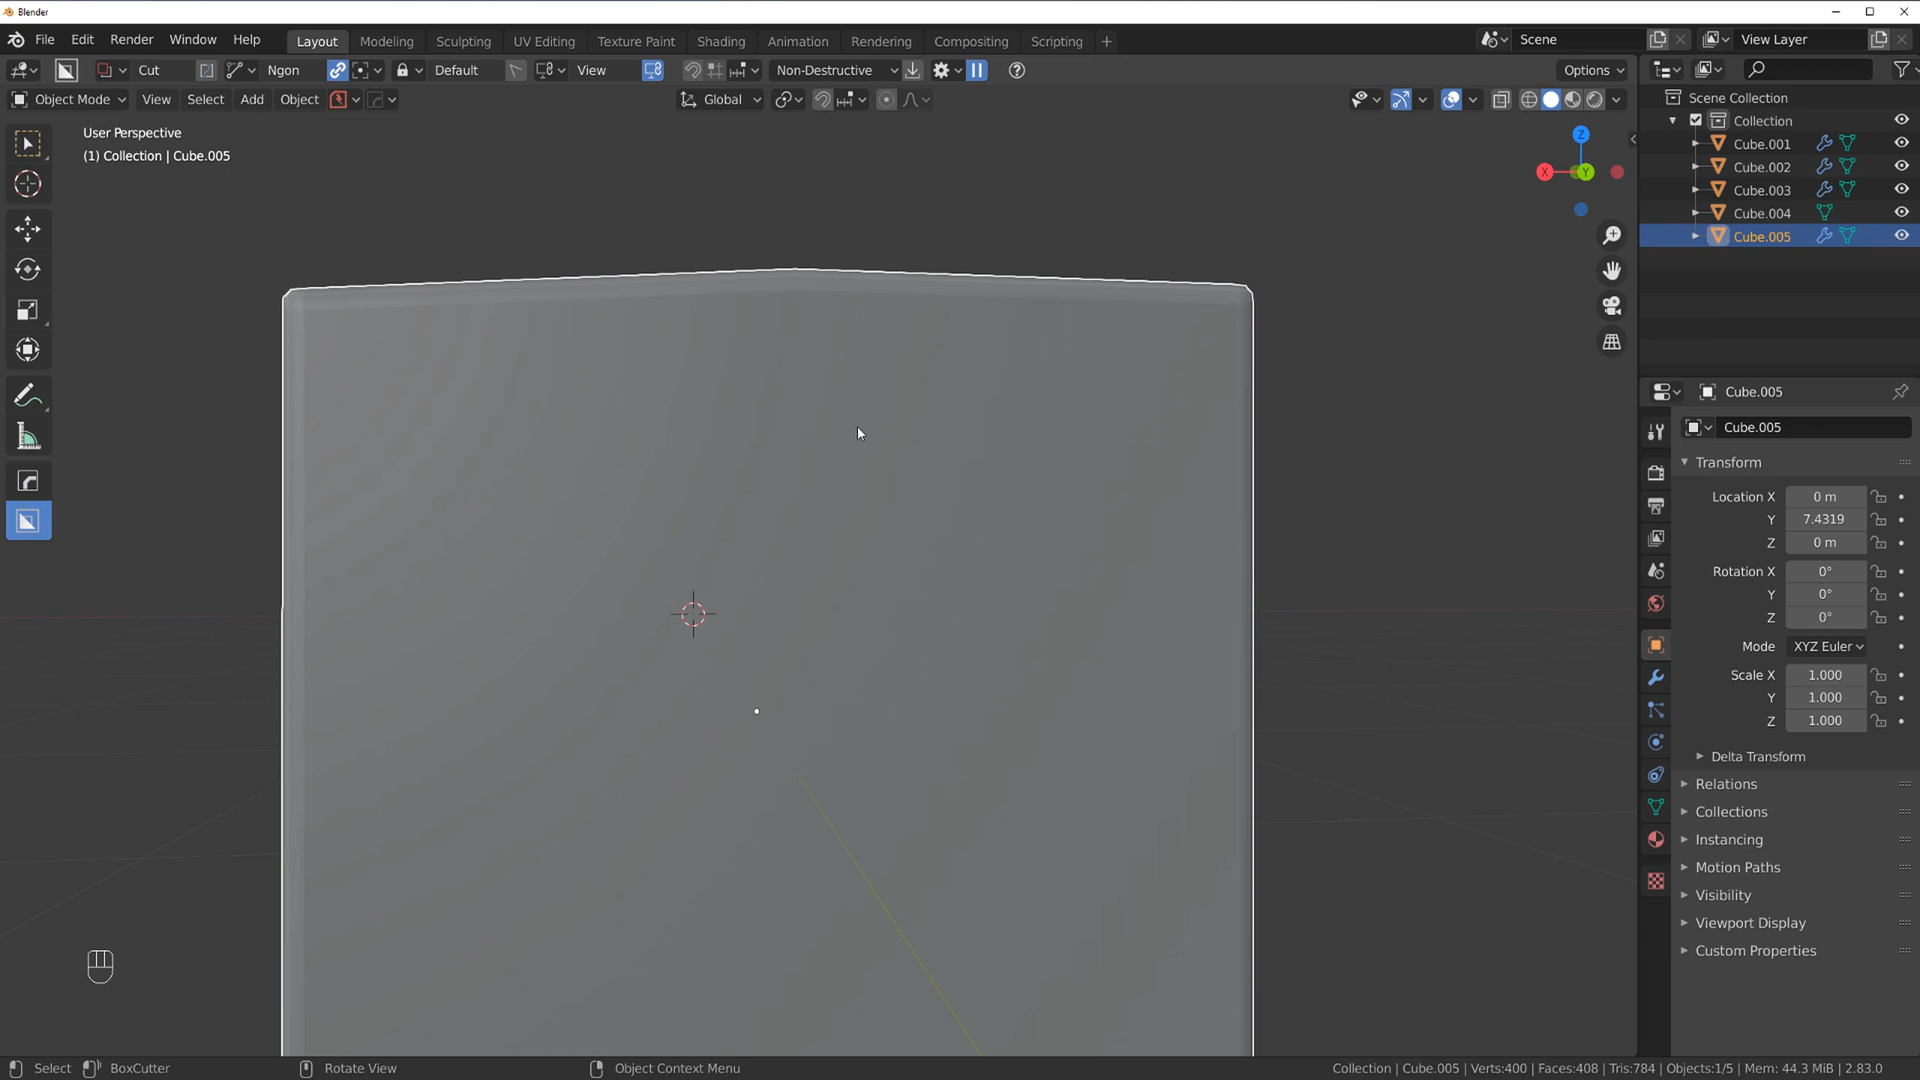 Blender
File Edit Render Window Help Layout Modeling Sculpting UV Editing Texture Paint Shading Animation Rendering Compositing Scripting + Scene View Layer
Cut Ngon Default View Non-Destructive Options
Object Mode View Select Add Object Global
User Perspective
(1) Collection | Cube.005
Z
X
Y
Scene Collection
Collection
Cube.001
Cube.002
Cube.003
Cube.004
Cube.005
Cube.005
Cube.005
Transform
Location X 0 m
Y 7.4319
Z 0 m
Rotation X 0°
Y 0°
Z 0°
Mode XYZ Euler
Scale X 1.000
Y 1.000
Z 1.000
Delta Transform
Relations
Collections
Instancing
Motion Paths
Visibility
Viewport Display
Custom Properties
Select BoxCutter Rotate View Object Context Menu Collection | Cube.005 | Verts:400 | Faces:408 | Tris:784 | Objects:1/5 | Mem: 44.3 MiB | 2.83.0